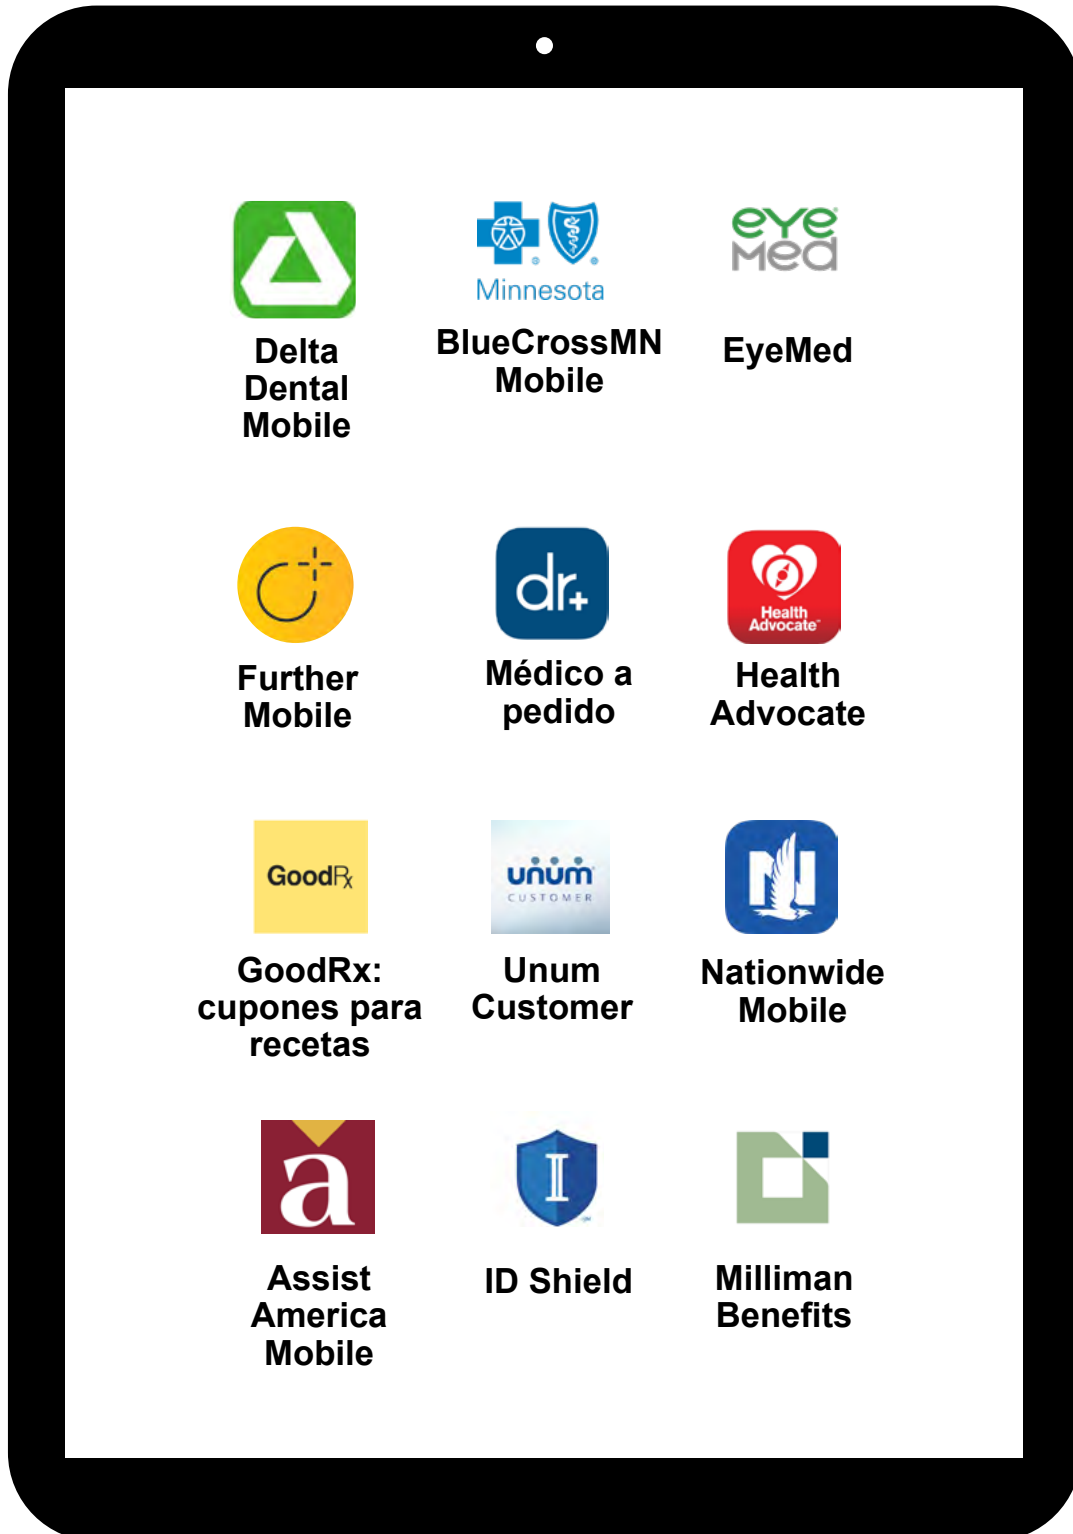 eye
Med
Minnesota
Delta
Dental
Mobile
BlueCrossMN
Mobile
EyeMed
dr+
Health
Advocate
Further
Mobile
Médico a
pedido
Health
Advocate
GoodRx
unum
CUSTOMER
N
GoodRx:
cupones para
recetas
Unum
Customer
Nationwide
Mobile
a
I
Assist
America
Mobile
ID Shield
Milliman
Benefits